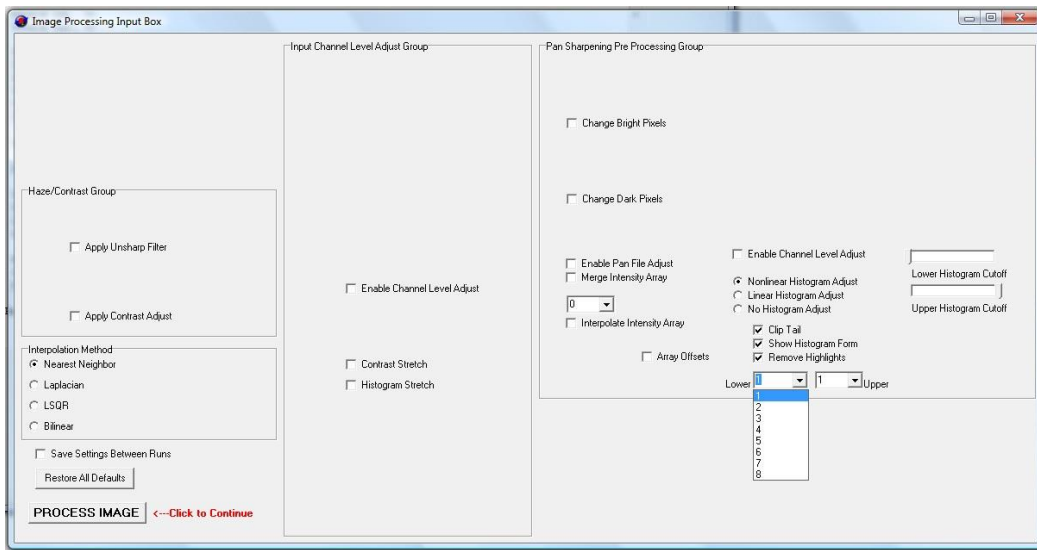 Image Processing Input Box
Haze/Contrast Group
Apply Unsharp Filter
Apply Contrast Adjust
Interpolation Method
Nearest Neighbor
Laplacian
LSQR
Bilinear
Save Settings Between Runs
Restore All Defaults
PROCESS IMAGE <---Click to Continue
Input Channel Level Adjust Group
Enable Channel Level Adjust
Contrast Stretch
Histogram Stretch
Pan Sharpening Pre Processing Group
Change Bright Pixels
Change Dark Pixels
Enable Pan File Adjust
Merge Intensity Array
0
Interpolate Intensity Array
Array Offsets
Enable Channel Level Adjust
Nonlinear Histogram Adjust
Linear Histogram Adjust
No Histogram Adjust
Lower Histogram Cutoff
Upper Histogram Cutoff
Clip Tail
Show Histogram Form
Remove Highlights
Lower 1 1 Upper
1
2
3
4
5
6
7
8